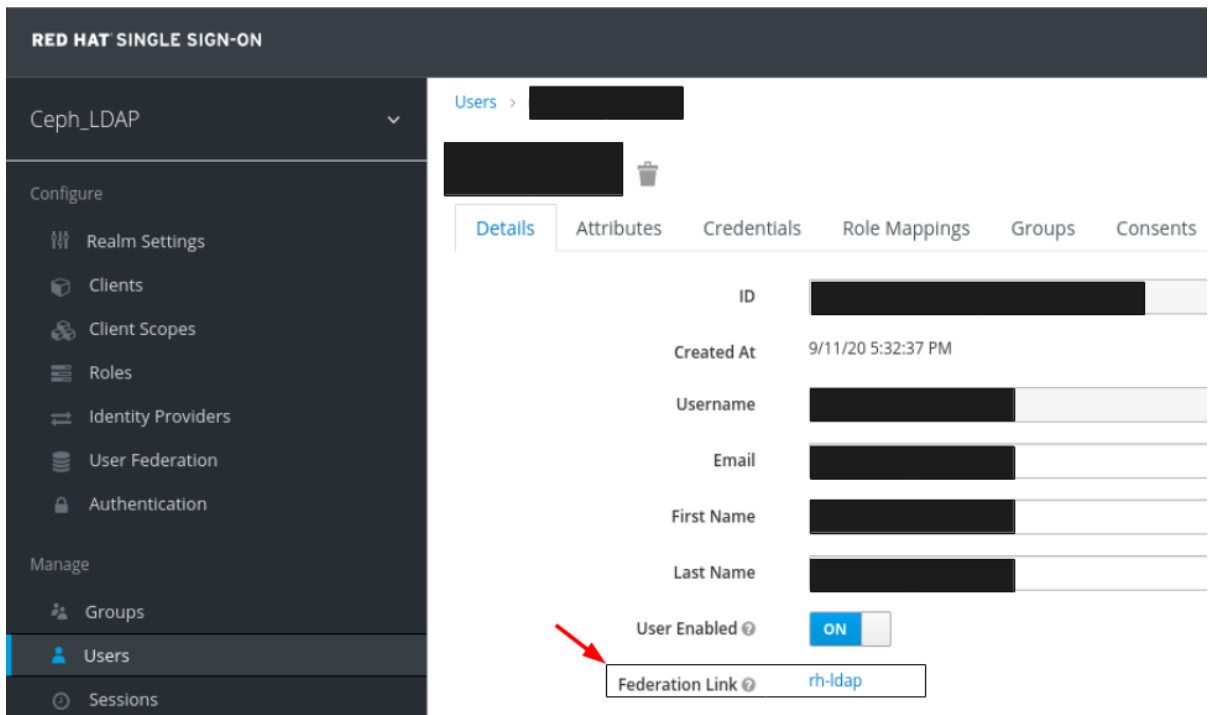 RED HAT SINGLE SIGN-ON
Ceph_LDAP
Configure
Realm Settings
Clients
Client Scopes
Roles
Identity Providers
User Federation
Authentication
Manage
Groups
Users
Sessions
Users >
Details Attributes Credentials Role Mappings Groups Consents
ID
Created At 9/11/20 5:32:37 PM
Username
Email
First Name
Last Name
User Enabled ON
Federation Link rh-ldap